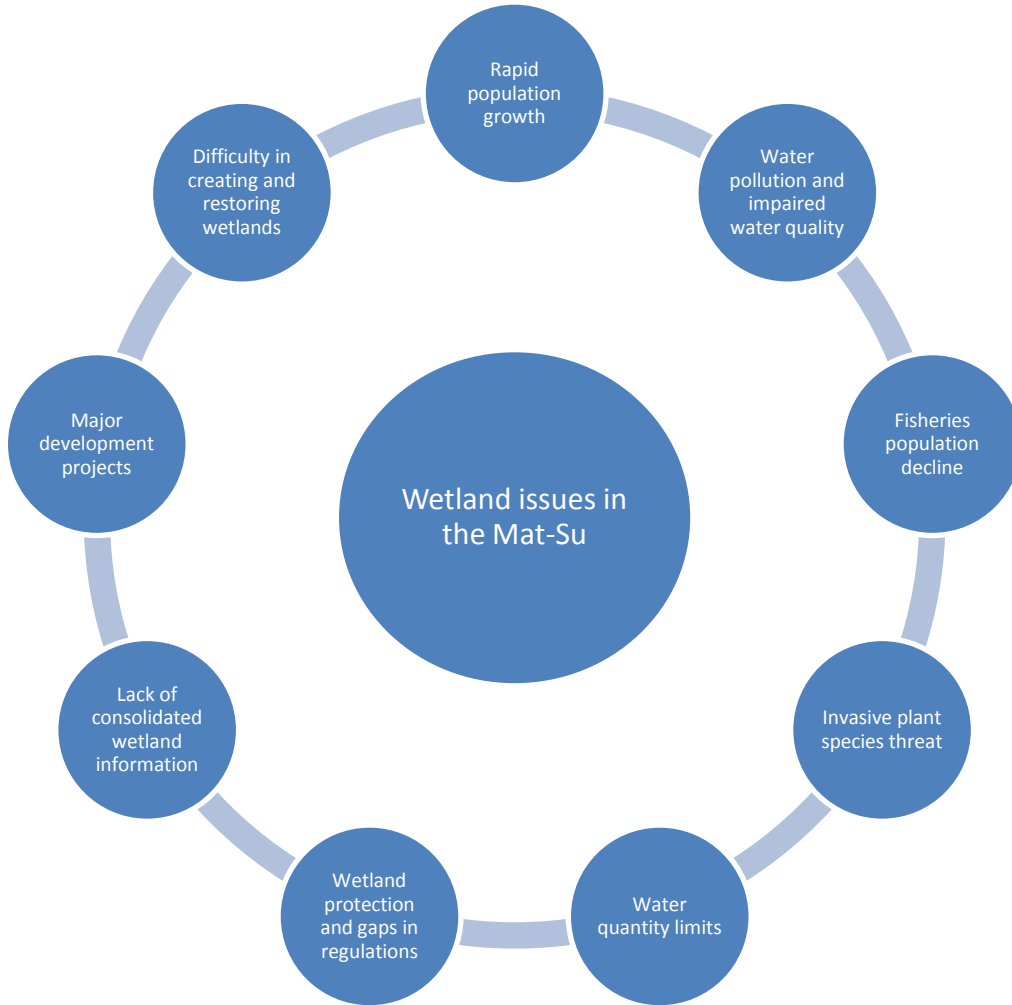 Rapid
population
growth
Water
pollution and
impaired
water quality
Fisheries
population
decline
Invasive plant
species threat
Water
quantity limits
Wetland
protection
and gaps in
regulations
Lack of
consolidated
wetland
information
Major
development
projects
Difficulty in
creating and
restoring
wetlands
Wetland issues in
the Mat-Su